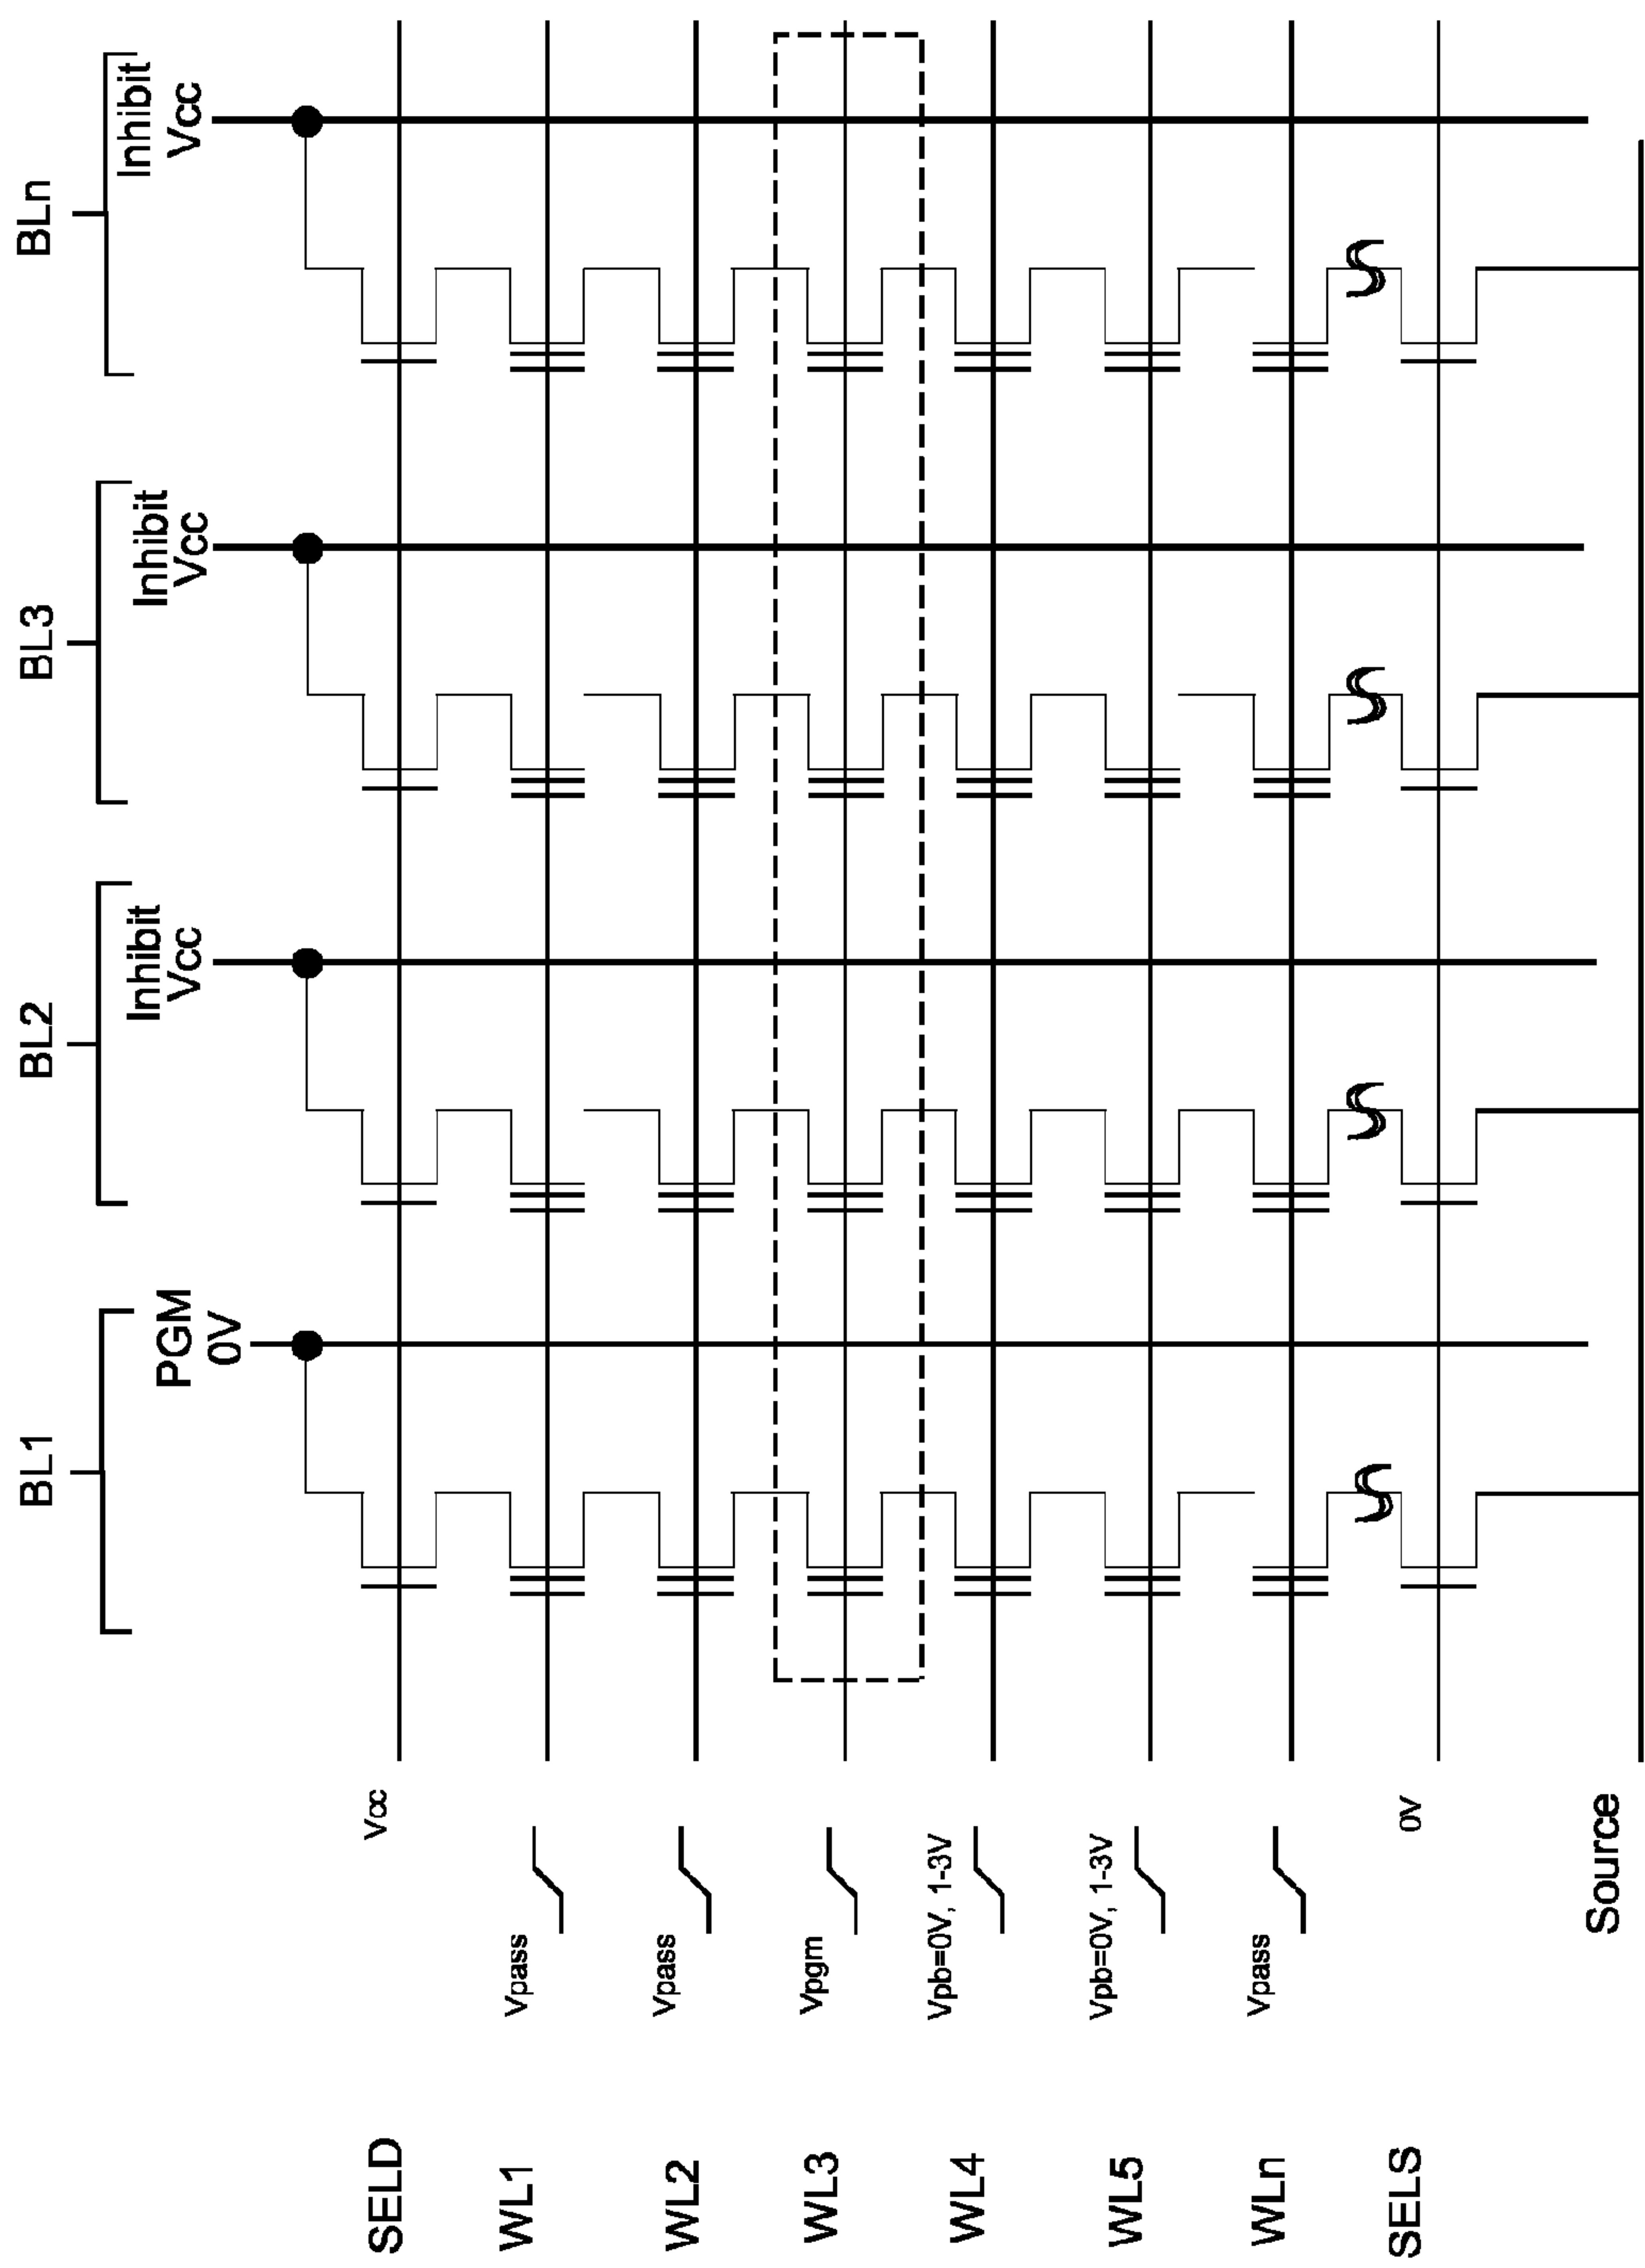 BL1
BL2
BL3
BLn
PGM
0V
Inhibit
Vcc
Inhibit
Vcc
Inhibit
Vcc
SELD
Vcc
WL1
Vpass
WL2
Vpass
WL3
Vpgm
WL4
Vpb=0V, 1-3V
WL5
Vpb=0V, 1-3V
WLn
Vpass
SELS
0V
Source